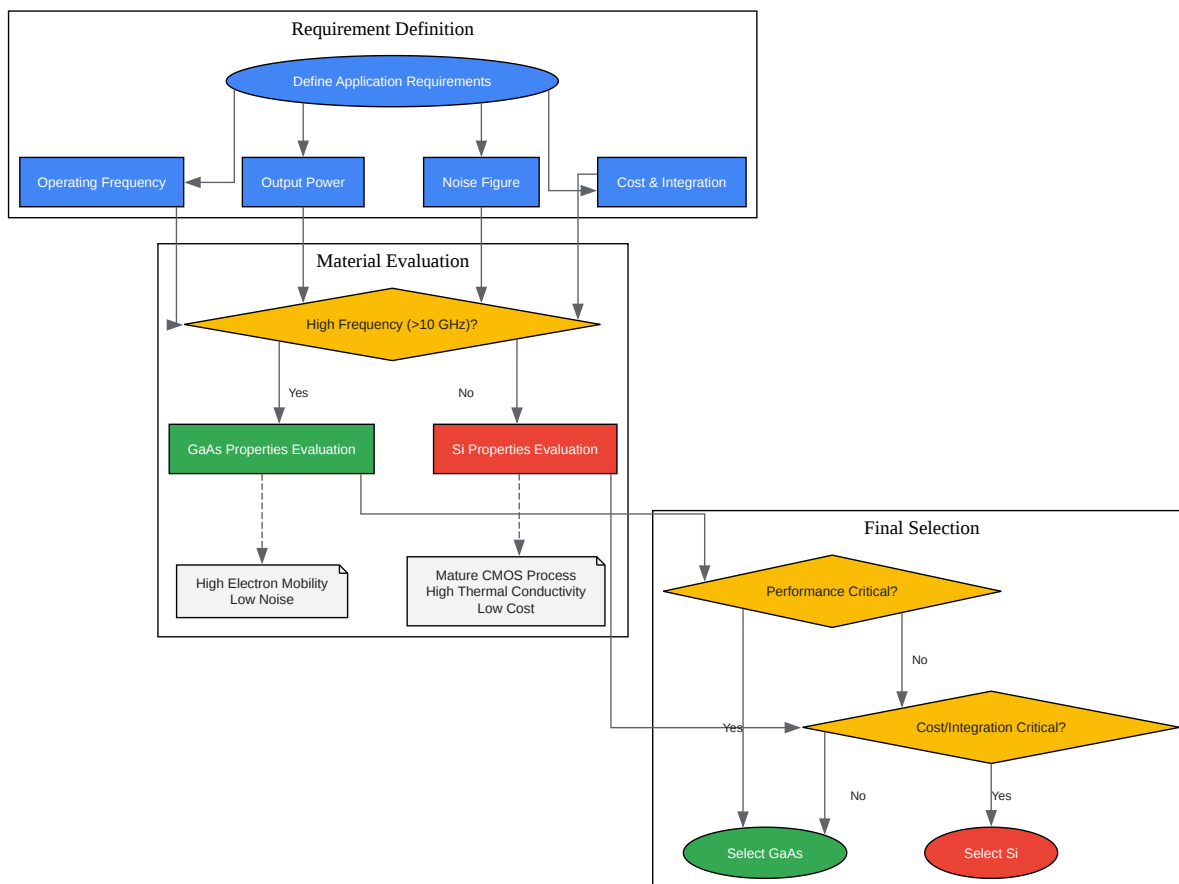 Requirement Definition
Define Application Requirements
Operating Frequency
Output Power
Noise Figure
Cost & Integration
Material Evaluation
High Frequency (>10 GHz)?
Yes
No
GaAs Properties Evaluation
Si Properties Evaluation
High Electron Mobility
Low Noise
Mature CMOS Process
High Thermal Conductivity
Low Cost
Final Selection
Performance Critical?
No
Yes
Cost/Integration Critical?
No
Yes
Select GaAs
Select Si